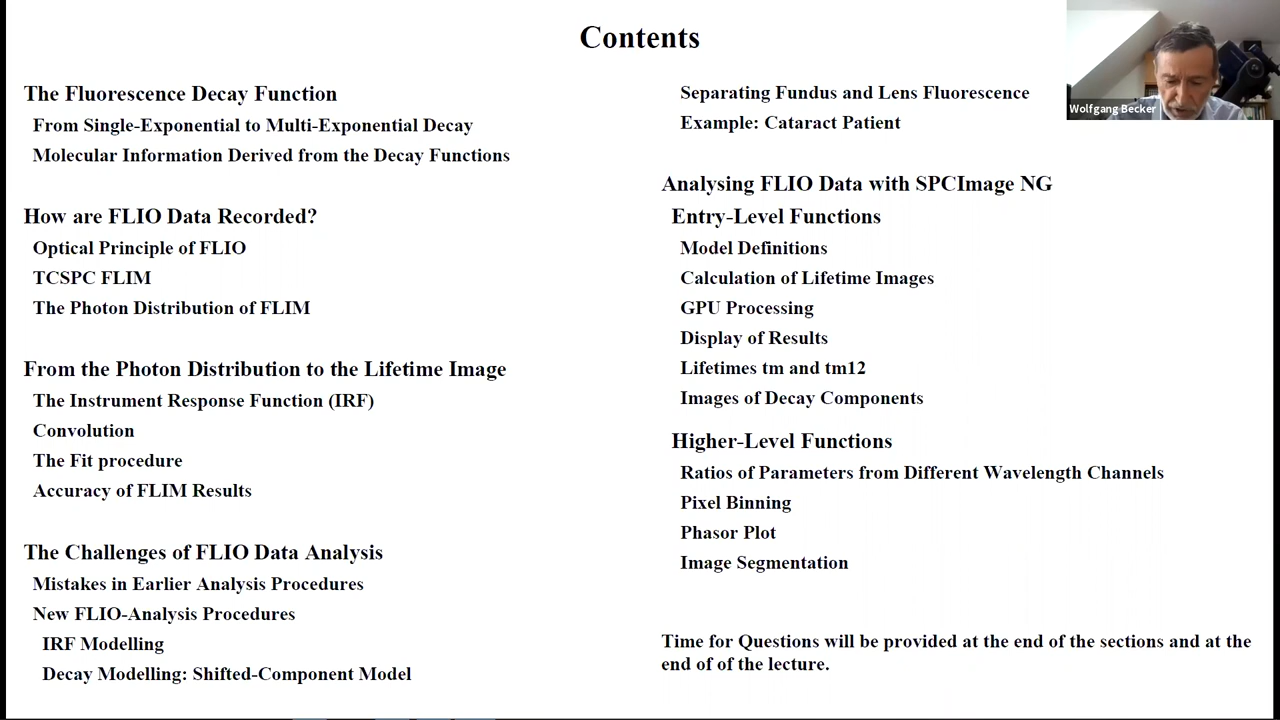 Contents
The Fluorescence Decay Function
From Single-Exponential to Multi-Exponential Decay
Molecular Information Derived from the Decay Functions
How are FLIO Data Recorded?
Optical Principle of FLIO
TCSPC FLIM
The Photon Distribution of FLIM
From the Photon Distribution to the Lifetime Image
The Instrument Response Function (IRF)
Convolution
The Fit procedure
Accuracy of FLIM Results
The Challenges of FLIO Data Analysis
Mistakes in Earlier Analysis Procedures
New FLIO-Analysis Procedures
IRF Modelling
Decay Modelling: Shifted-Component Model
Separating Fundus and Lens Fluorescence
Example: Cataract Patient
Analysing FLIO Data with SPCImage NG
Entry-Level Functions
Model Definitions
Calculation of Lifetime Images
GPU Processing
Display of Results
Lifetimes tm and tm12
Images of Decay Components
Higher-Level Functions
Ratios of Parameters from Different Wavelength Channels
Pixel Binning
Phasor Plot
Image Segmentation
Time for Questions will be provided at the end of the sections and at the
end of of the lecture.
Wolfgang Becker